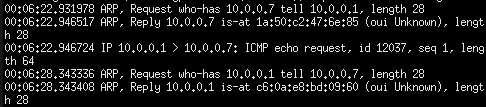 00:06:22.931978 ARP, Request who-has 10.0.0.7 tell 10.0.0.1, length 28
00:06:22.946517 ARP, Reply 10.0.0.7 is-at 1a:50:c2:47:6e:85 (oui Unknown), lengt
h 28
00:06:22.946724 IP 10.0.0.1 > 10.0.0.7: ICMP echo request, id 12037, seq 1, leng
th 64
00:06:28.343336 ARP, Request who-has 10.0.0.1 tell 10.0.0.7, length 28
00:06:28.343408 ARP, Reply 10.0.0.1 is-at c6:0a:e8:bd:09:60 (oui Unknown), lengt
h 28